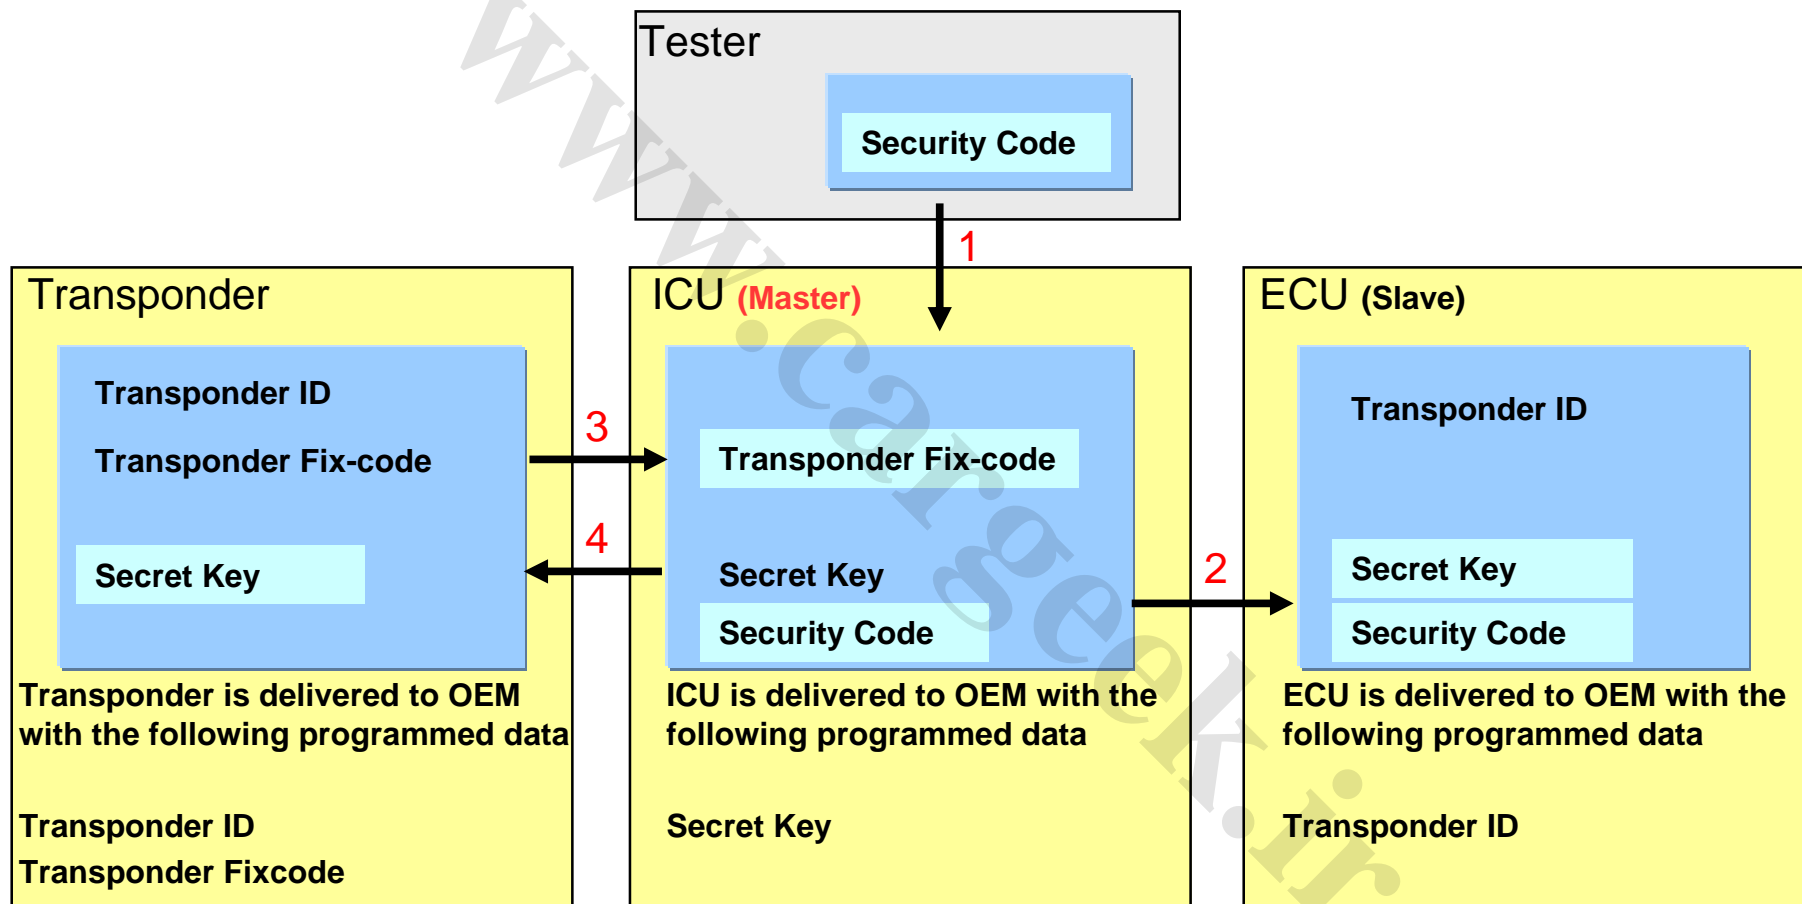 Tester
Security Code
1
Transponder
Transponder ID
Transponder Fix-code
Secret Key
Transponder is delivered to OEM
with the following programmed data
Transponder ID
Transponder Fixcode
3
4
ICU (Master)
Transponder Fix-code
Secret Key
Security Code
ICU is delivered to OEM with the
following programmed data
Secret Key
2
ECU (Slave)
Transponder ID
Secret Key
Security Code
ECU is delivered to OEM with the
following programmed data
Transponder ID
www.cargeek.ir